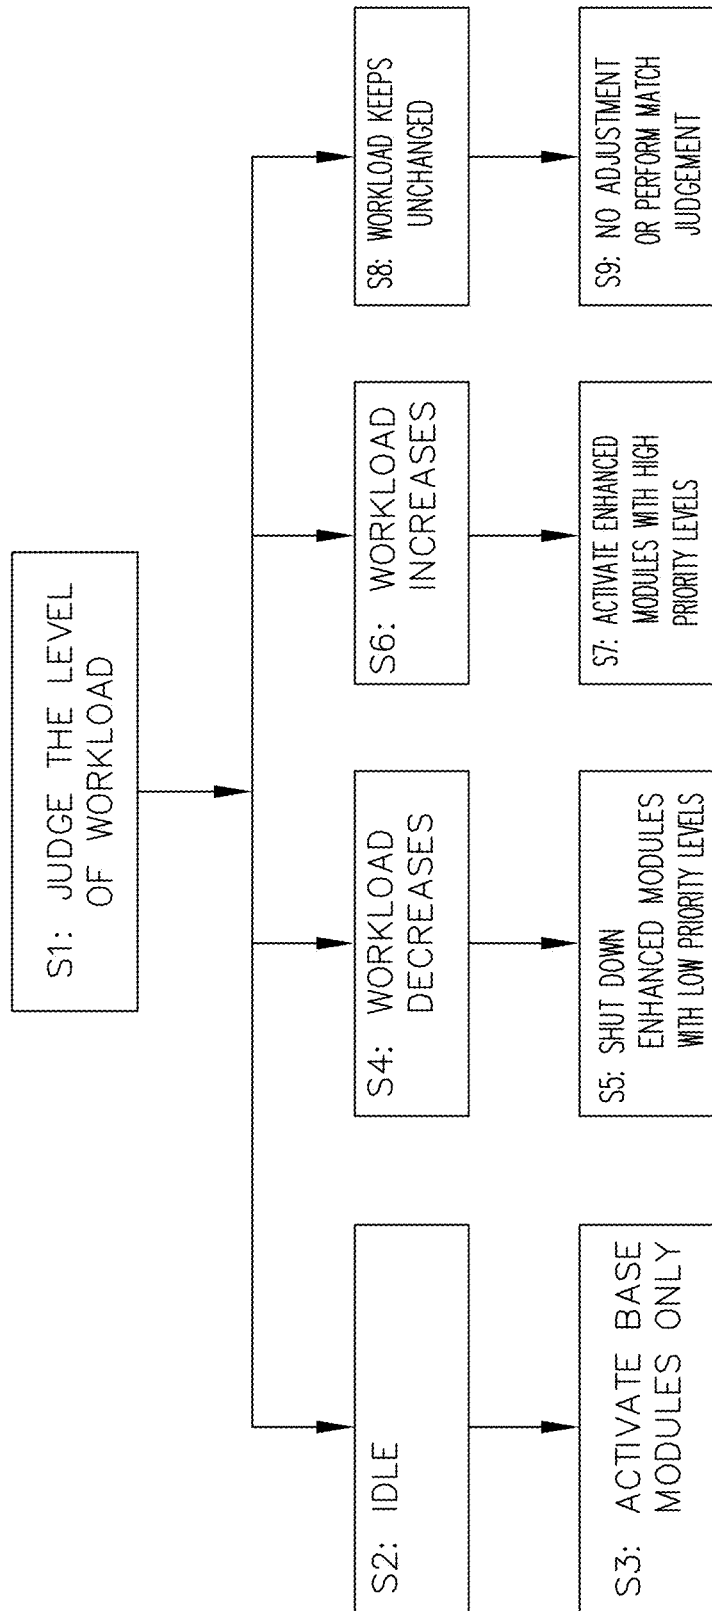 S1: JUDGE THE LEVEL
OF WORKLOAD
S2: IDLE
S3: ACTIVATE BASE
MODULES ONLY
S4: WORKLOAD
DECREASES
S5: SHUT DOWN
ENHANCED MODULES
WITH LOW PRIORITY LEVELS
S6: WORKLOAD
INCREASES
S7: ACTIVATE ENHANCED
MODULES WITH HIGH
PRIORITY LEVELS
S8: WORKLOAD KEEPS
UNCHANGED
S9: NO ADJUSTMENT
OR PERFORM MATCH
JUDGEMENT